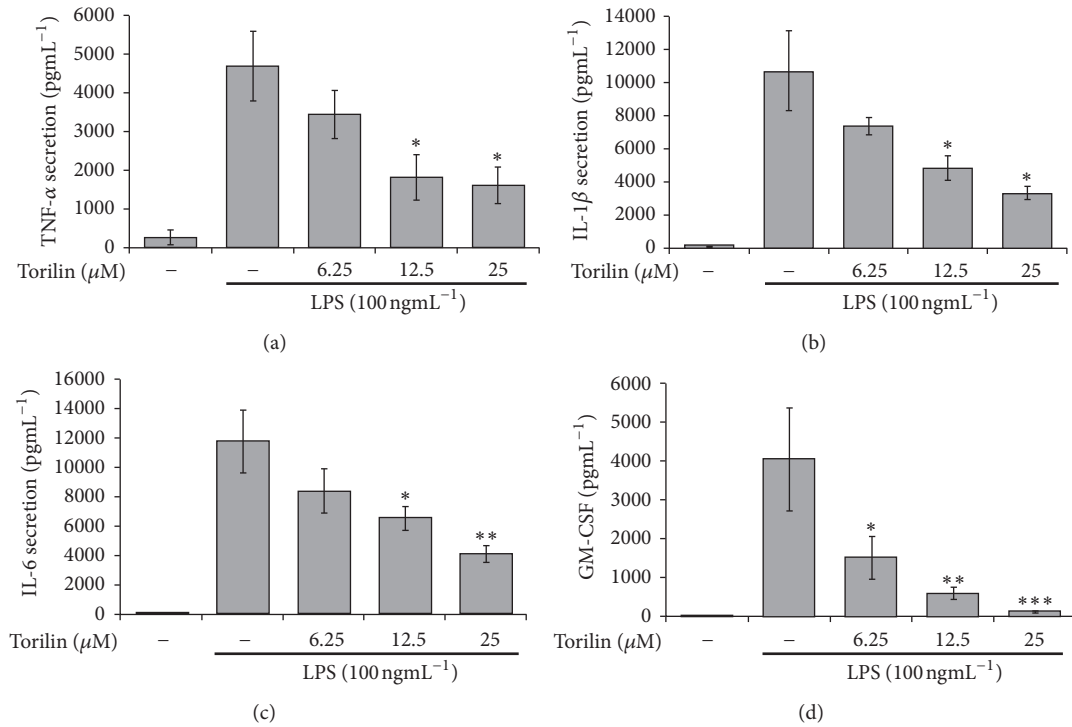 TNF-α secretion (pgmL⁻¹)
6000
5000
4000
3000
2000
1000
0
* *
Torilin (μM) – – 6.25 12.5 25
LPS (100 ngmL⁻¹)
(a)
IL-1β secretion (pgmL⁻¹)
14000
12000
10000
8000
6000
4000
2000
0
*
*
– – 6.25 12.5 25
LPS (100 ngmL⁻¹)
(b)
IL-6 secretion (pgmL⁻¹)
16000
14000
12000
10000
8000
6000
4000
2000
0
*
**
Torilin (μM) – – 6.25 12.5 25
LPS (100 ngmL⁻¹)
(c)
GM-CSF (pgmL⁻¹)
6000
5000
4000
3000
2000
1000
0
*
**
***
Torilin (μM) – – 6.25 12.5 25
LPS (100 ngmL⁻¹)
(d)